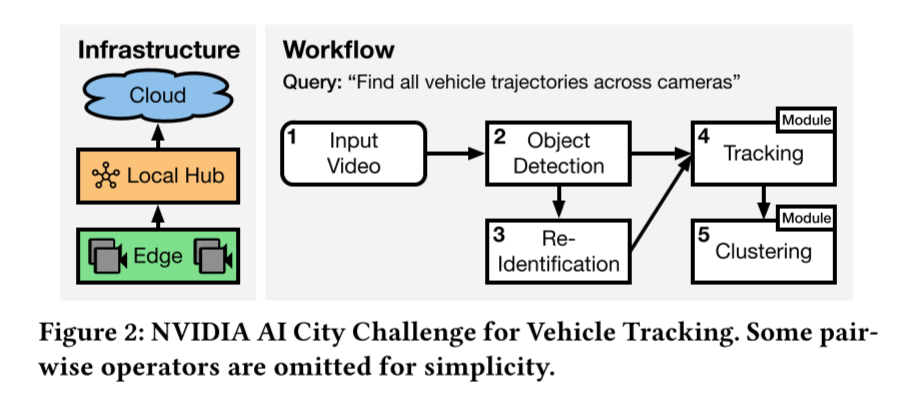 Infrastructure
Cloud
Local Hub
Edge
Workflow
Query: “Find all vehicle trajectories across cameras”
1 Input
Video
2 Object
Detection
3 Re-
Identification
Module
4 Tracking
Module
5 Clustering
Figure 2: NVIDIA AI City Challenge for Vehicle Tracking. Some pair-
wise operators are omitted for simplicity.